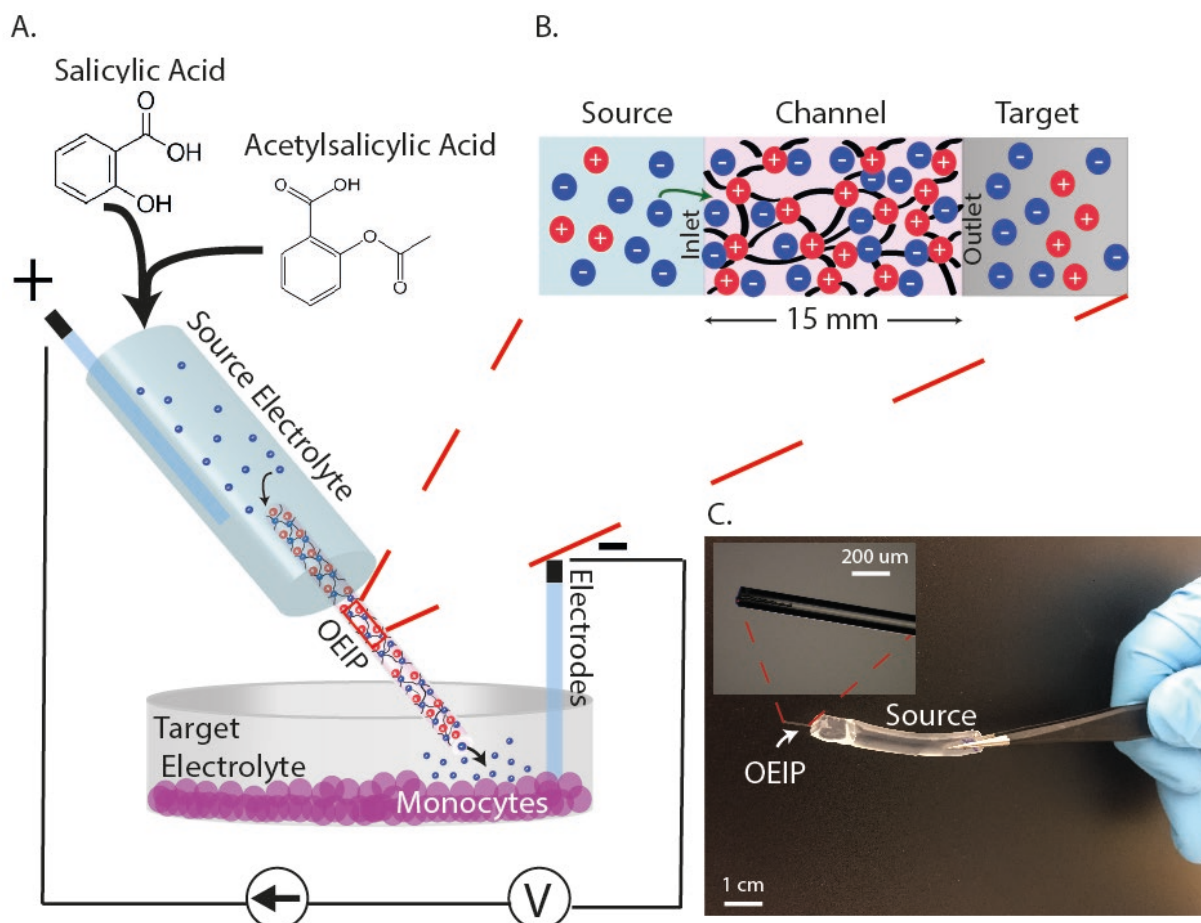 A.
Salicylic Acid
O
OH
OH
Acetylsalicylic Acid
O
OH
O
O
+
Source Electrolyte
OEIP
−
Electrodes
Target
Electrolyte
Monocytes
V
B.
Source
Channel
Target
Inlet
Outlet
15 mm
C.
200 um
Source
OEIP
1 cm